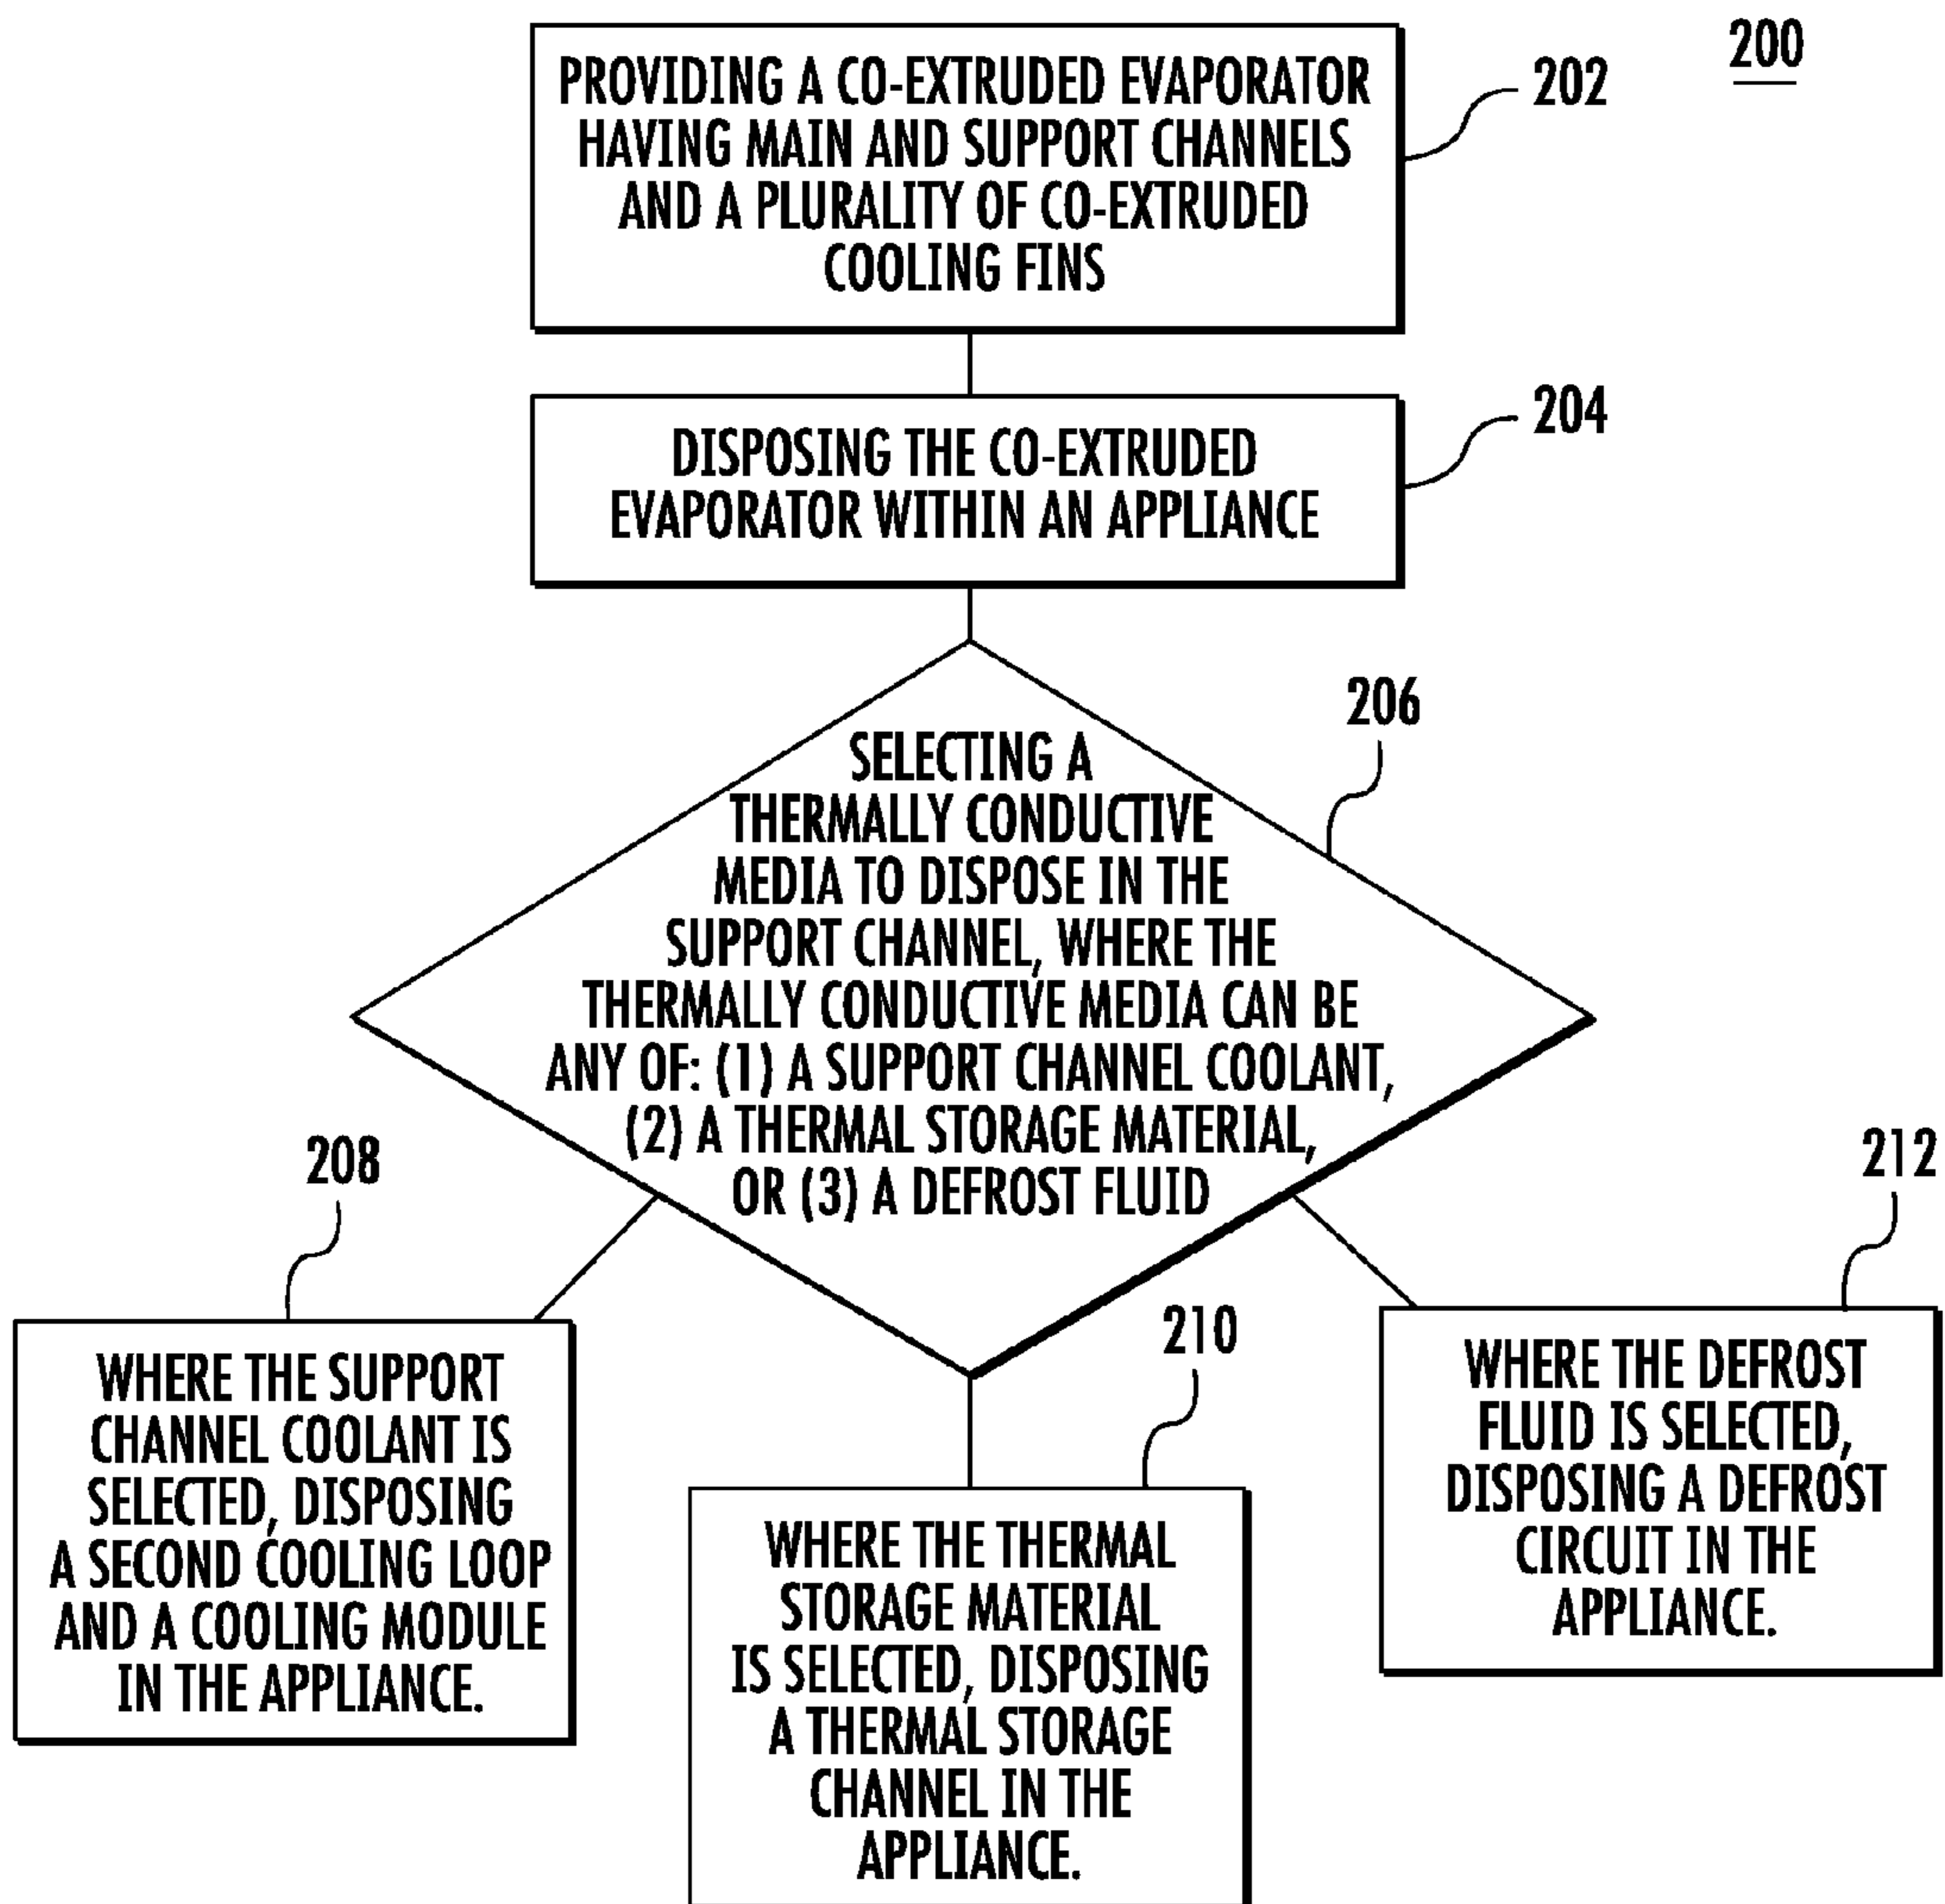 200
PROVIDING A CO-EXTRUDED EVAPORATOR
HAVING MAIN AND SUPPORT CHANNELS
AND A PLURALITY OF CO-EXTRUDED
COOLING FINS
202
DISPOSING THE CO-EXTRUDED
EVAPORATOR WITHIN AN APPLIANCE
204
206
SELECTING A
THERMALLY CONDUCTIVE
MEDIA TO DISPOSE IN THE
SUPPORT CHANNEL, WHERE THE
THERMALLY CONDUCTIVE MEDIA CAN BE
ANY OF: (1) A SUPPORT CHANNEL COOLANT,
(2) A THERMAL STORAGE MATERIAL,
OR (3) A DEFROST FLUID
208
WHERE THE SUPPORT
CHANNEL COOLANT IS
SELECTED, DISPOSING
A SECOND COOLING LOOP
AND A COOLING MODULE
IN THE APPLIANCE.
210
WHERE THE THERMAL
STORAGE MATERIAL
IS SELECTED, DISPOSING
A THERMAL STORAGE
CHANNEL IN THE
APPLIANCE.
212
WHERE THE DEFROST
FLUID IS SELECTED,
DISPOSING A DEFROST
CIRCUIT IN THE
APPLIANCE.